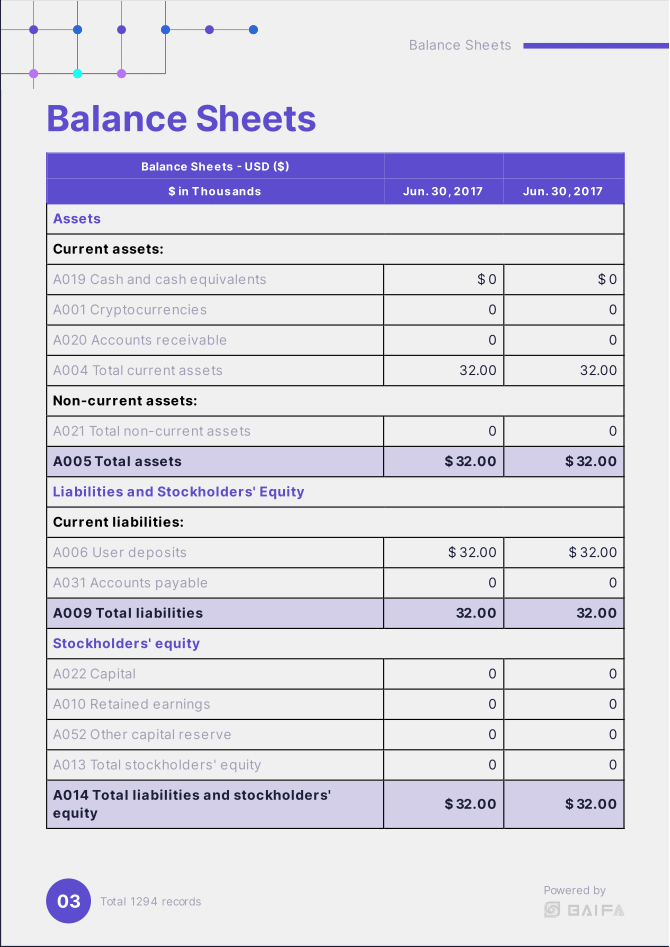 Balance Sheets
Balance Sheets
Balance Sheets - USD ($)
$ in Thousands Jun. 30, 2017 Jun. 30, 2017
Assets
Current assets:
A019 Cash and cash equivalents $ 0 $ 0
A001 Cryptocurrencies 0 0
A020 Accounts receivable 0 0
A004 Total current assets 32.00 32.00
Non-current assets:
A021 Total non-current assets 0 0
A005 Total assets $ 32.00 $ 32.00
Liabilities and Stockholders' Equity
Current liabilities:
A006 User deposits $ 32.00 $ 32.00
A031 Accounts payable 0 0
A009 Total liabilities 32.00 32.00
Stockholders' equity
A022 Capital 0 0
A010 Retained earnings 0 0
A052 Other capital reserve 0 0
A013 Total stockholders' equity 0 0
A014 Total liabilities and stockholders'
equity $ 32.00 $ 32.00
03 Total 1294 records
Powered by
GAIFA